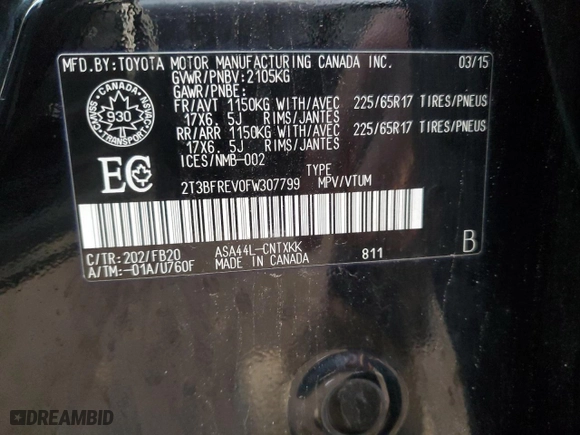 MFD.BY:TOYOTA MOTOR MANUFACTURING CANADA INC. 03/15
GVWR/PNBV:2105KG
GAWR/PNBE:
FR/AVT 1150KG WITH/AVEC 225/65R17 TIRES/PNEUS
17X6.5J RIMS/JANTES
RR/ARR 1150KG WITH/AVEC 225/65R17 TIRES/PNEUS
17X6.5J RIMS/JANTES
ICES/NMB-002
CANADA
930
TRANSPORT
CMVSS
NSVAC
EC
2T3BFREV0FW307799 MPV/VTUM
C/TR:202/FB20 ASA44L-CNTXKK 811 B
A/TM:-01A/U760F MADE IN CANADA
DREAMBID